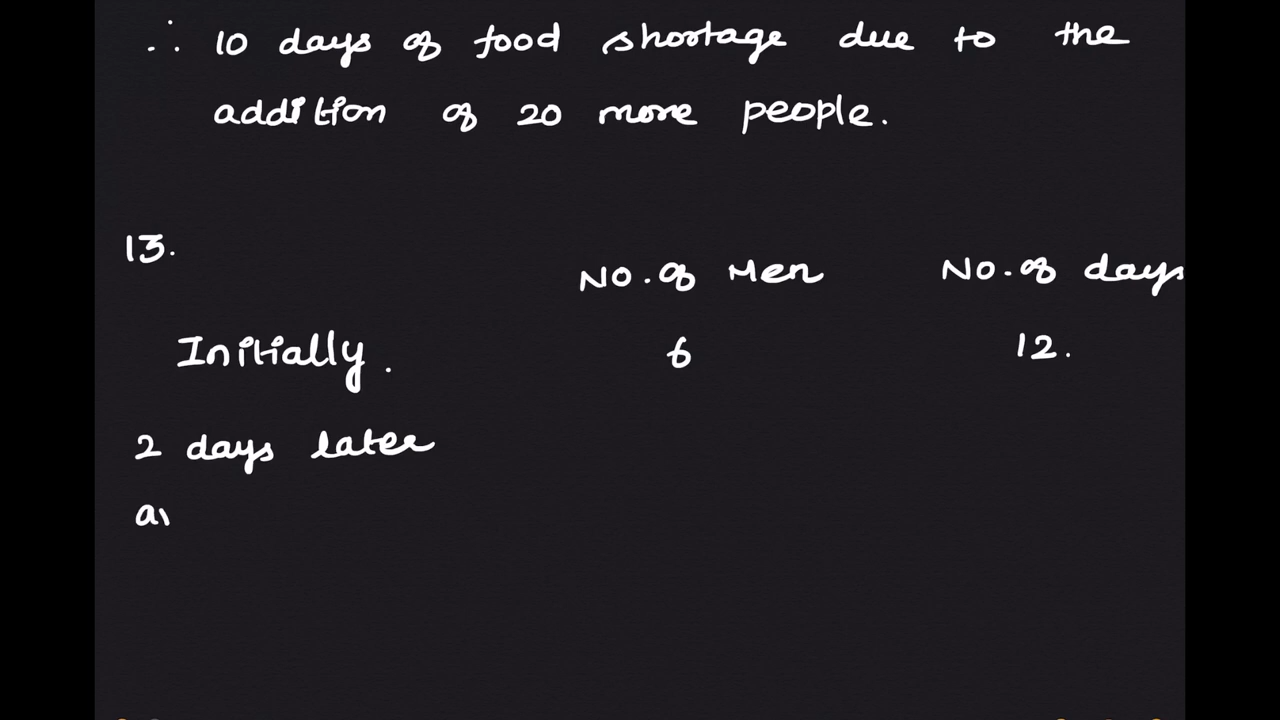 ∴ 10 days of food shortage due to the
addition of 20 more people.
13.
No. of Men No. of days
Initially. 6 12.
2 days later